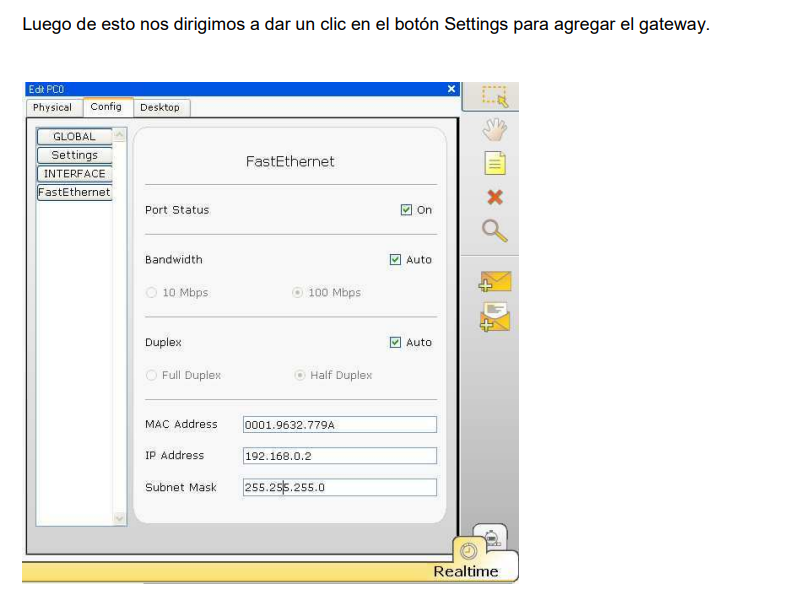 Luego de esto nos dirigimos a dar un clic en el botón Settings para agregar el gateway.
Edit PC0
Physical Config Desktop
GLOBAL
Settings
INTERFACE
FastEthernet
FastEthernet
Port Status On
Bandwidth Auto
10 Mbps 100 Mbps
Duplex Auto
Full Duplex Half Duplex
MAC Address 0001.9632.779A
IP Address 192.168.0.2
Subnet Mask 255.255.255.0
Realtime